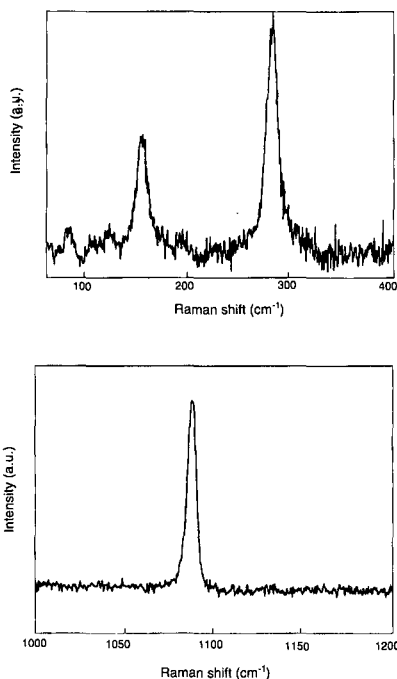 Intensity (a.y.)
100 200 300 400
Raman shift (cm-1)
Intensity (a.u.)
1000 1050 1100 1150 1200
Raman shift (cm-1)